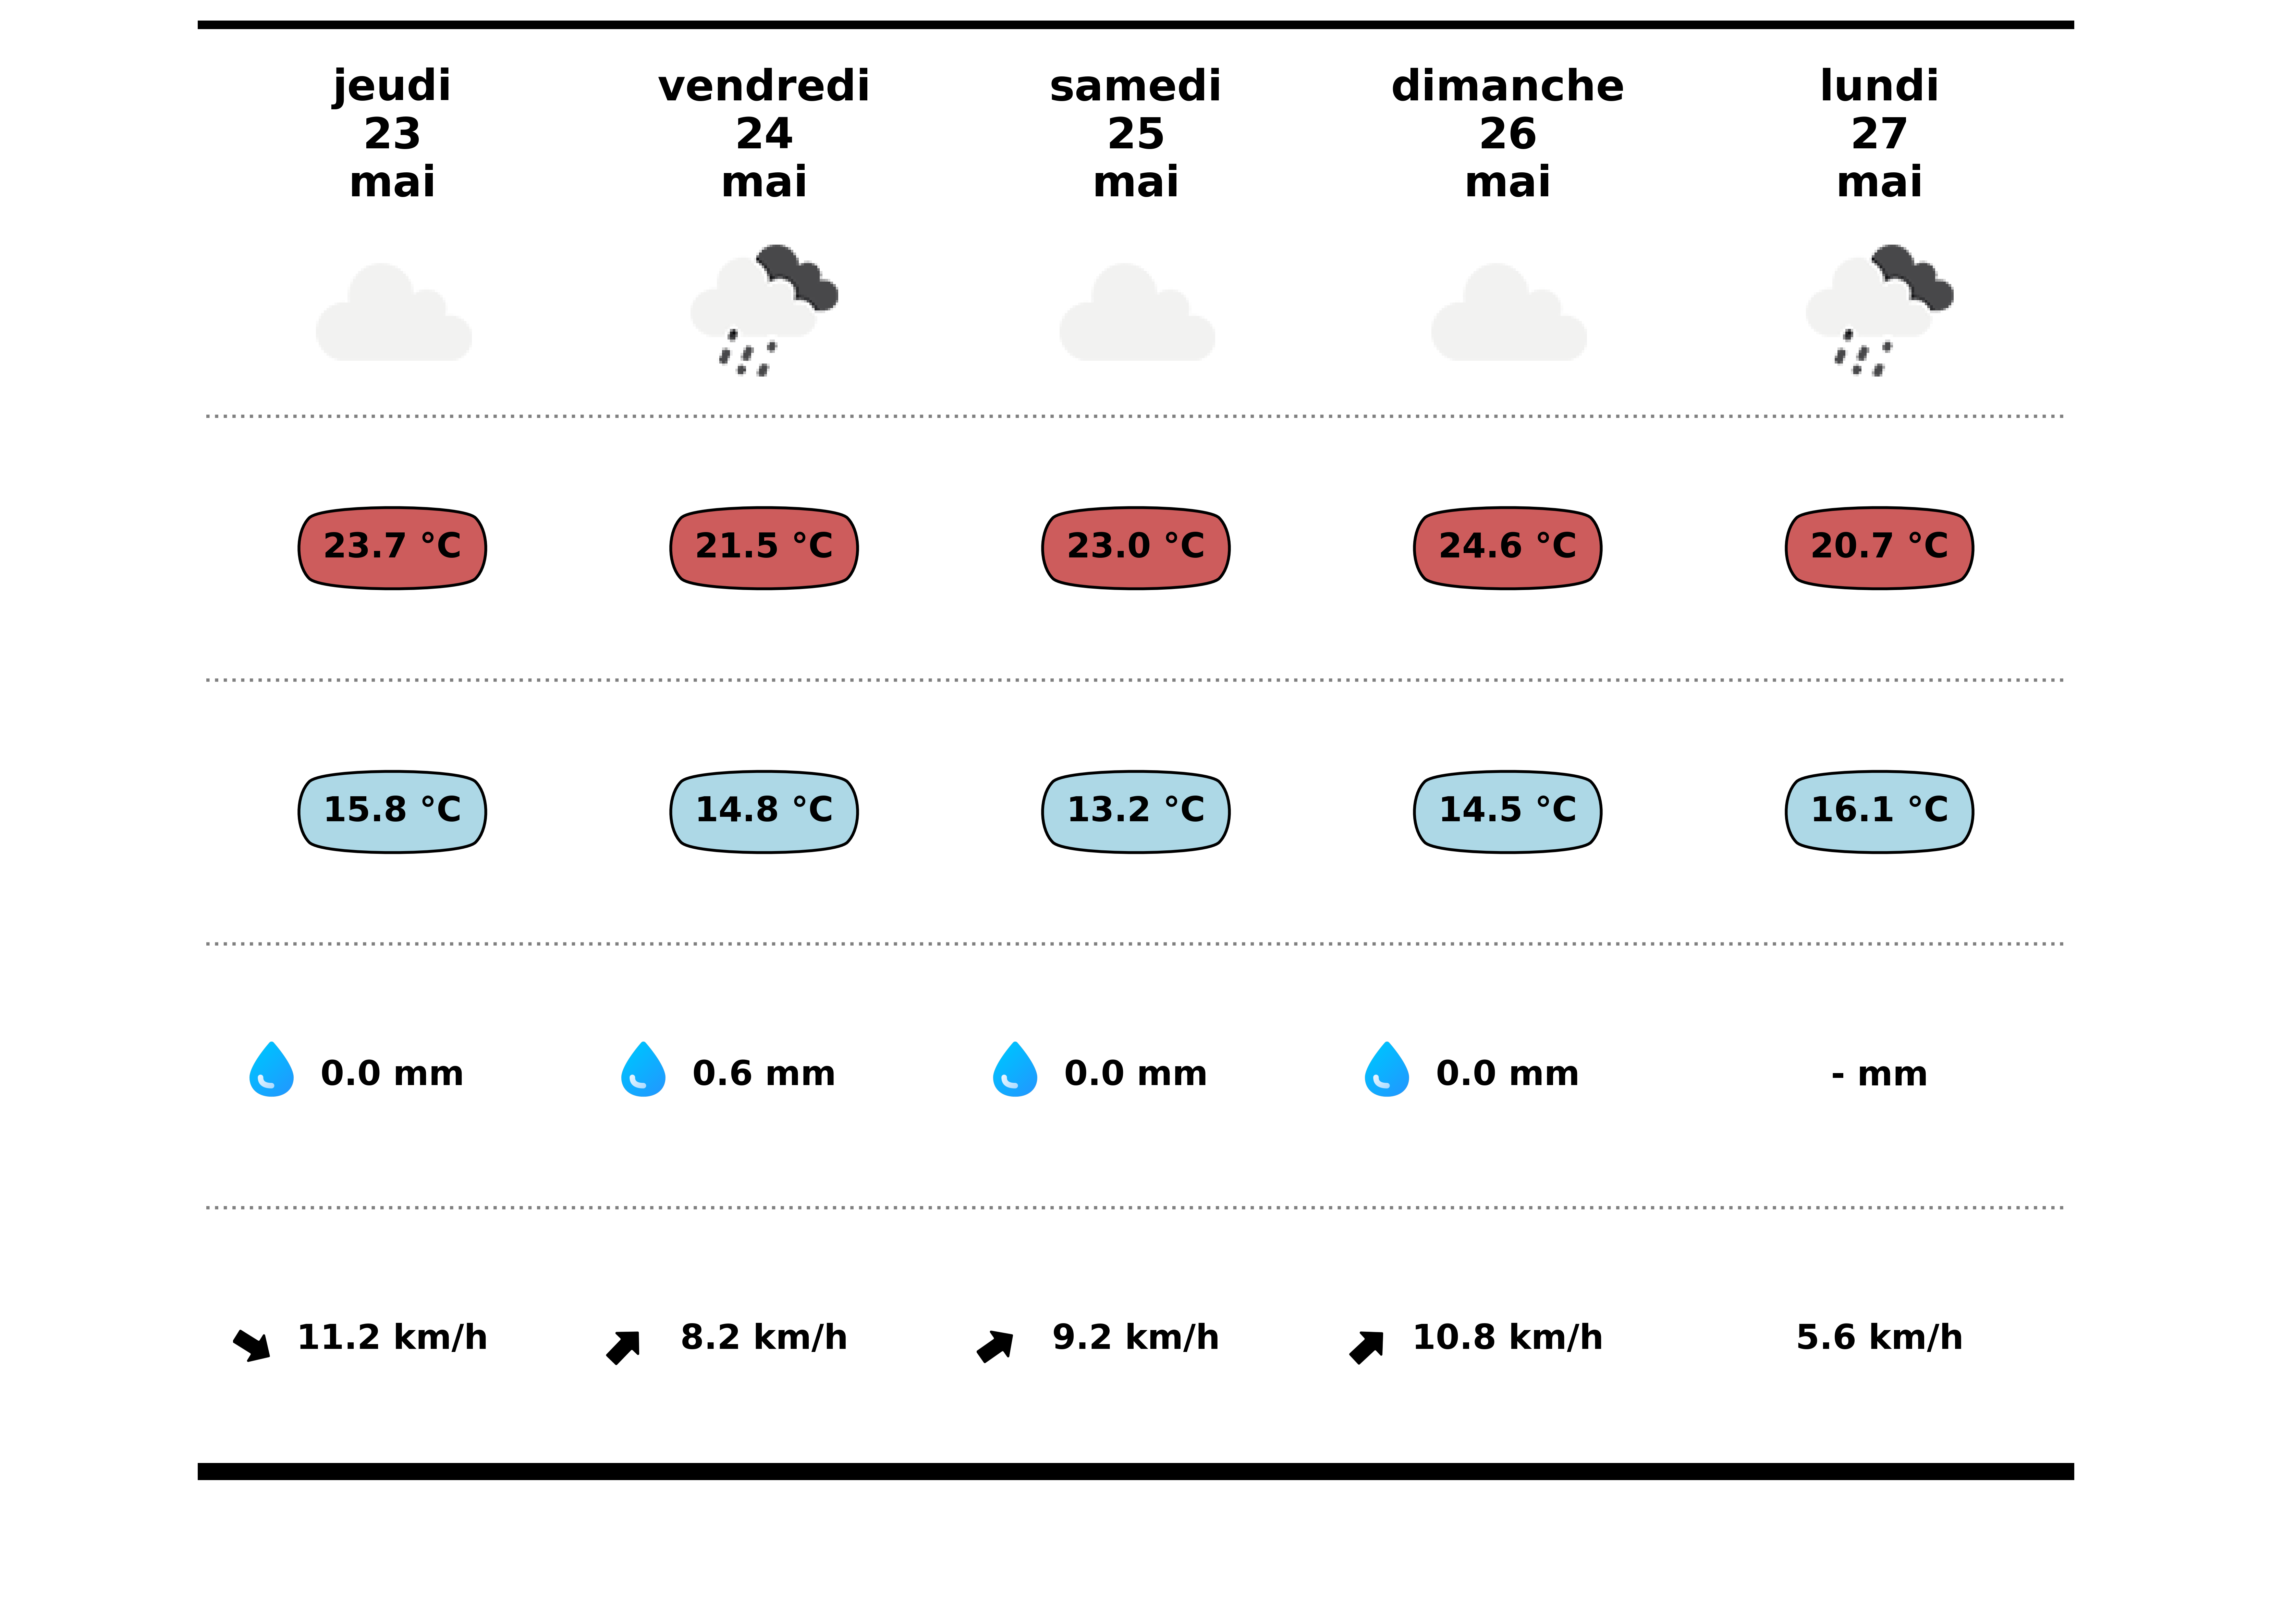 jeudi
23
mai
vendredi
24
mai
samedi
25
mai
dimanche
26
mai
lundi
27
mai
23.7 °C
21.5 °C
23.0 °C
24.6 °C
20.7 °C
15.8 °C
14.8 °C
13.2 °C
14.5 °C
16.1 °C
0.0 mm
0.6 mm
0.0 mm
0.0 mm
- mm
11.2 km/h
8.2 km/h
9.2 km/h
10.8 km/h
5.6 km/h